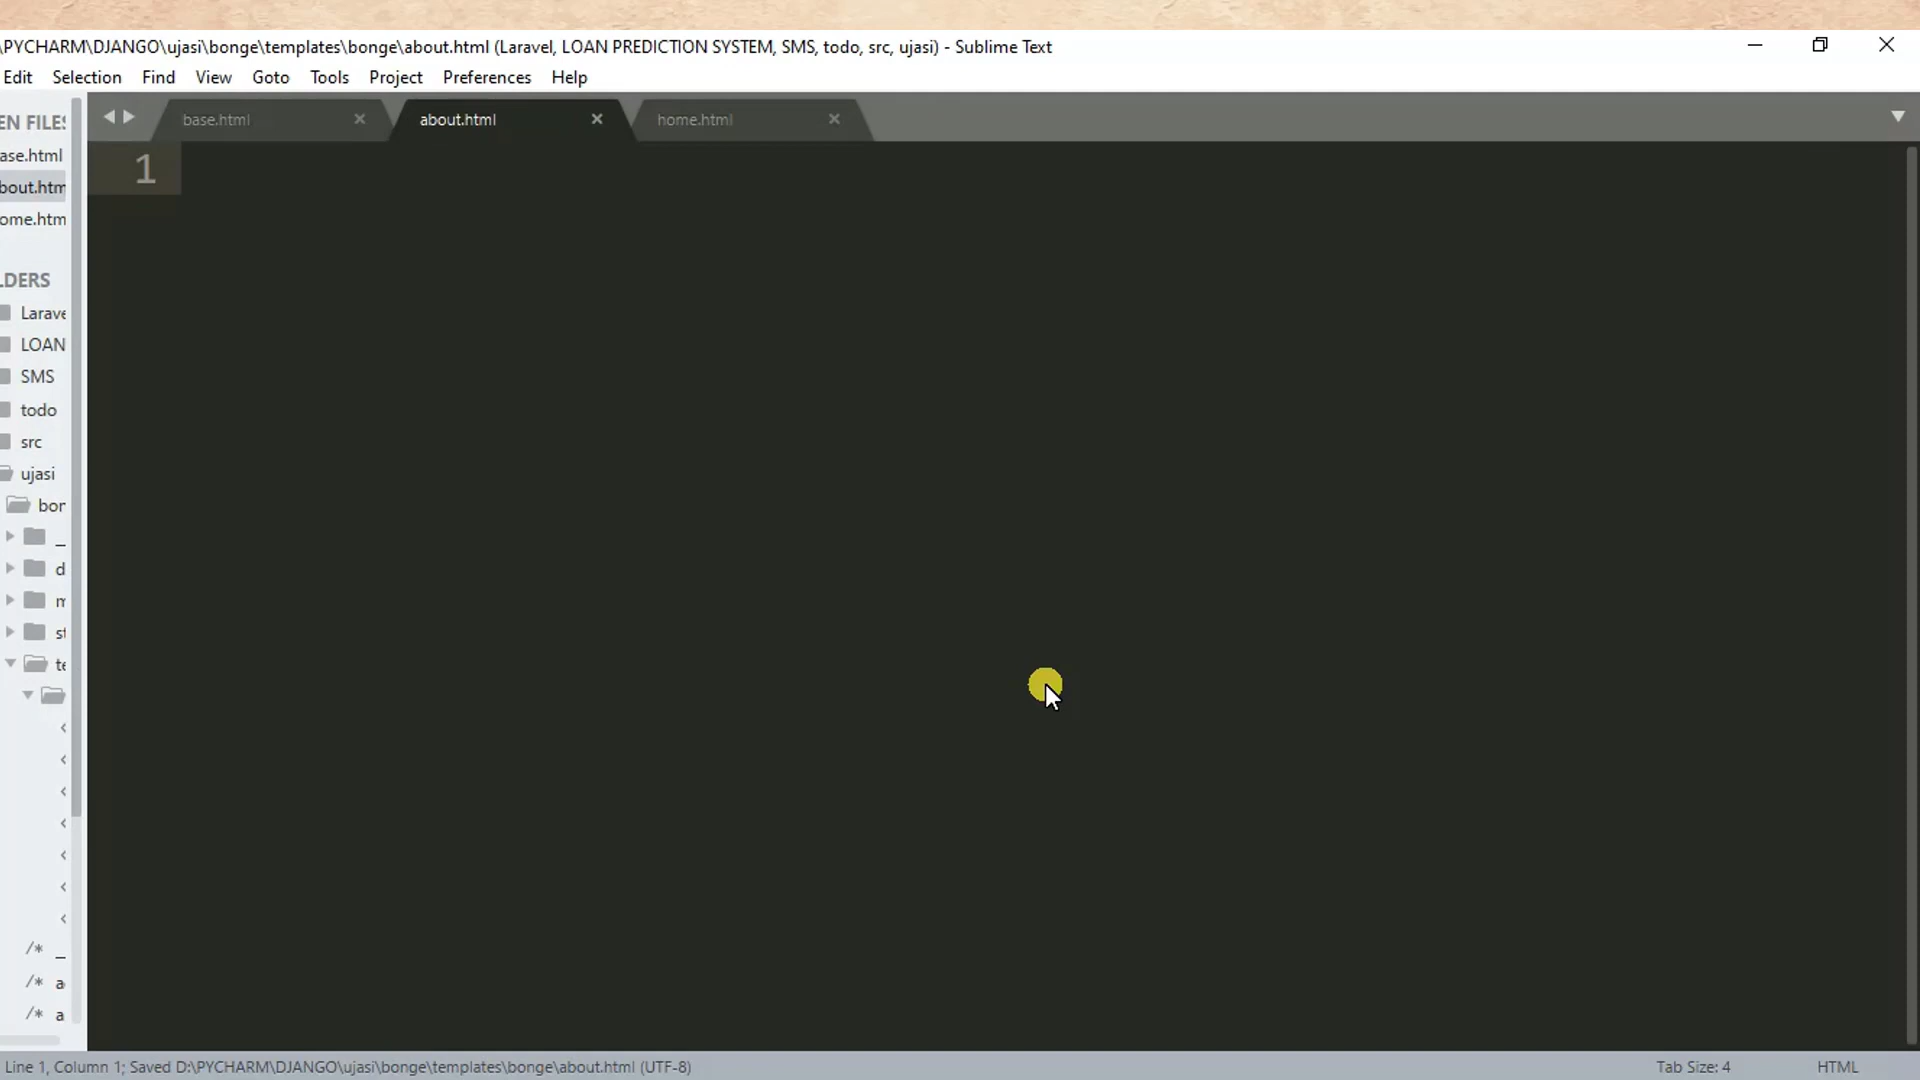 \PYCHARM\DJANGO\ujasi\bonge\templates\bonge\about.html (Laravel, LOAN PREDICTION SYSTEM, SMS, todo, src, ujasi) - Sublime Text
Edit Selection Find View Goto Tools Project Preferences Help
EN FILES
base.html about.html home.html
ase.html
1
bout.htm
ome.htm
LDERS
Larave
LOAN
SMS
todo
src
ujasi
bor
_
d
m
st
te
<
<
<
<
<
<
<
/* _
/* a
/* a
Line 1, Column 1; Saved D:\PYCHARM\DJANGO\ujasi\bonge\templates\bonge\about.html (UTF-8)
Tab Size: 4
HTML